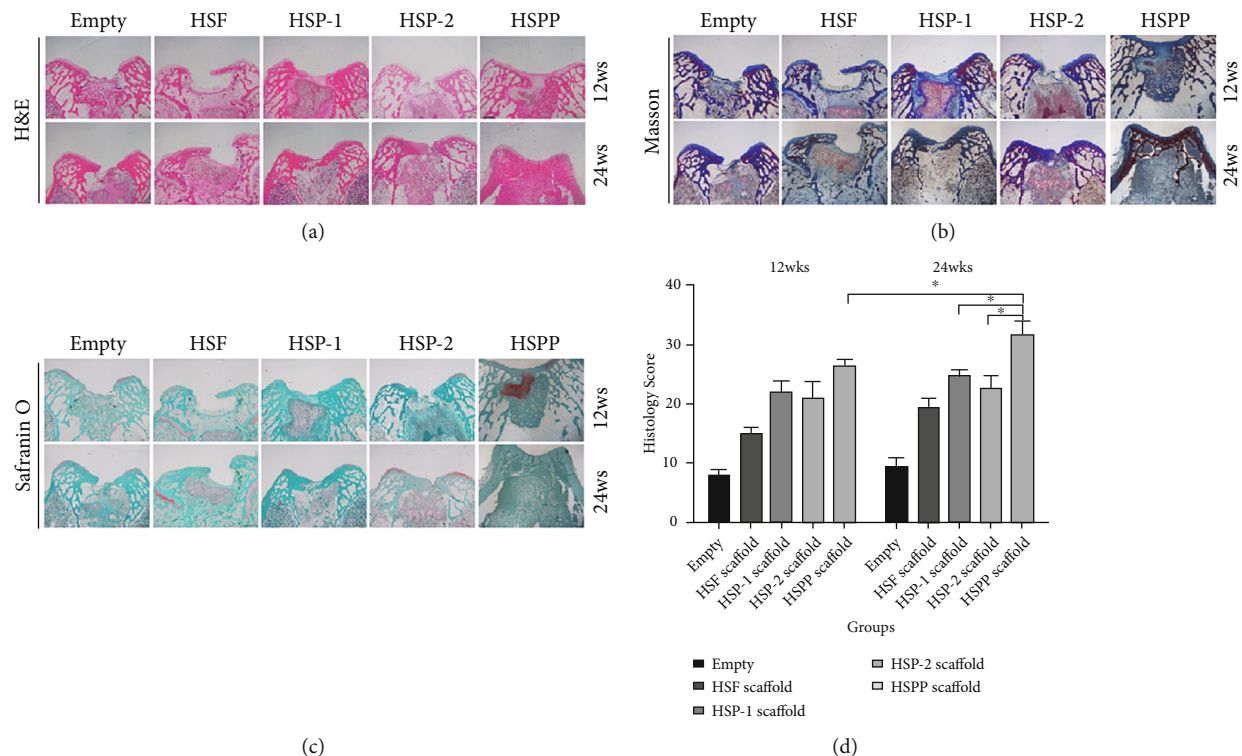 Empty HSF HSP-1 HSP-2 HSPP
H&E
12ws
24ws
(a)
Empty HSF HSP-1 HSP-2 HSPP
Masson
12ws
24ws
(b)
Empty HSF HSP-1 HSP-2 HSPP
Safranin O
12ws
24ws
(c)
12wks 24wks
Histology Score
40
30
20
10
0
*
*
*
Empty
HSF scaffold
HSP-1 scaffold
HSP-2 scaffold
HSPP scaffold
Empty
HSF scaffold
HSP-1 scaffold
HSP-2 scaffold
HSPP scaffold
Groups
Empty
HSF scaffold
HSP-1 scaffold
HSP-2 scaffold
HSPP scaffold
(d)